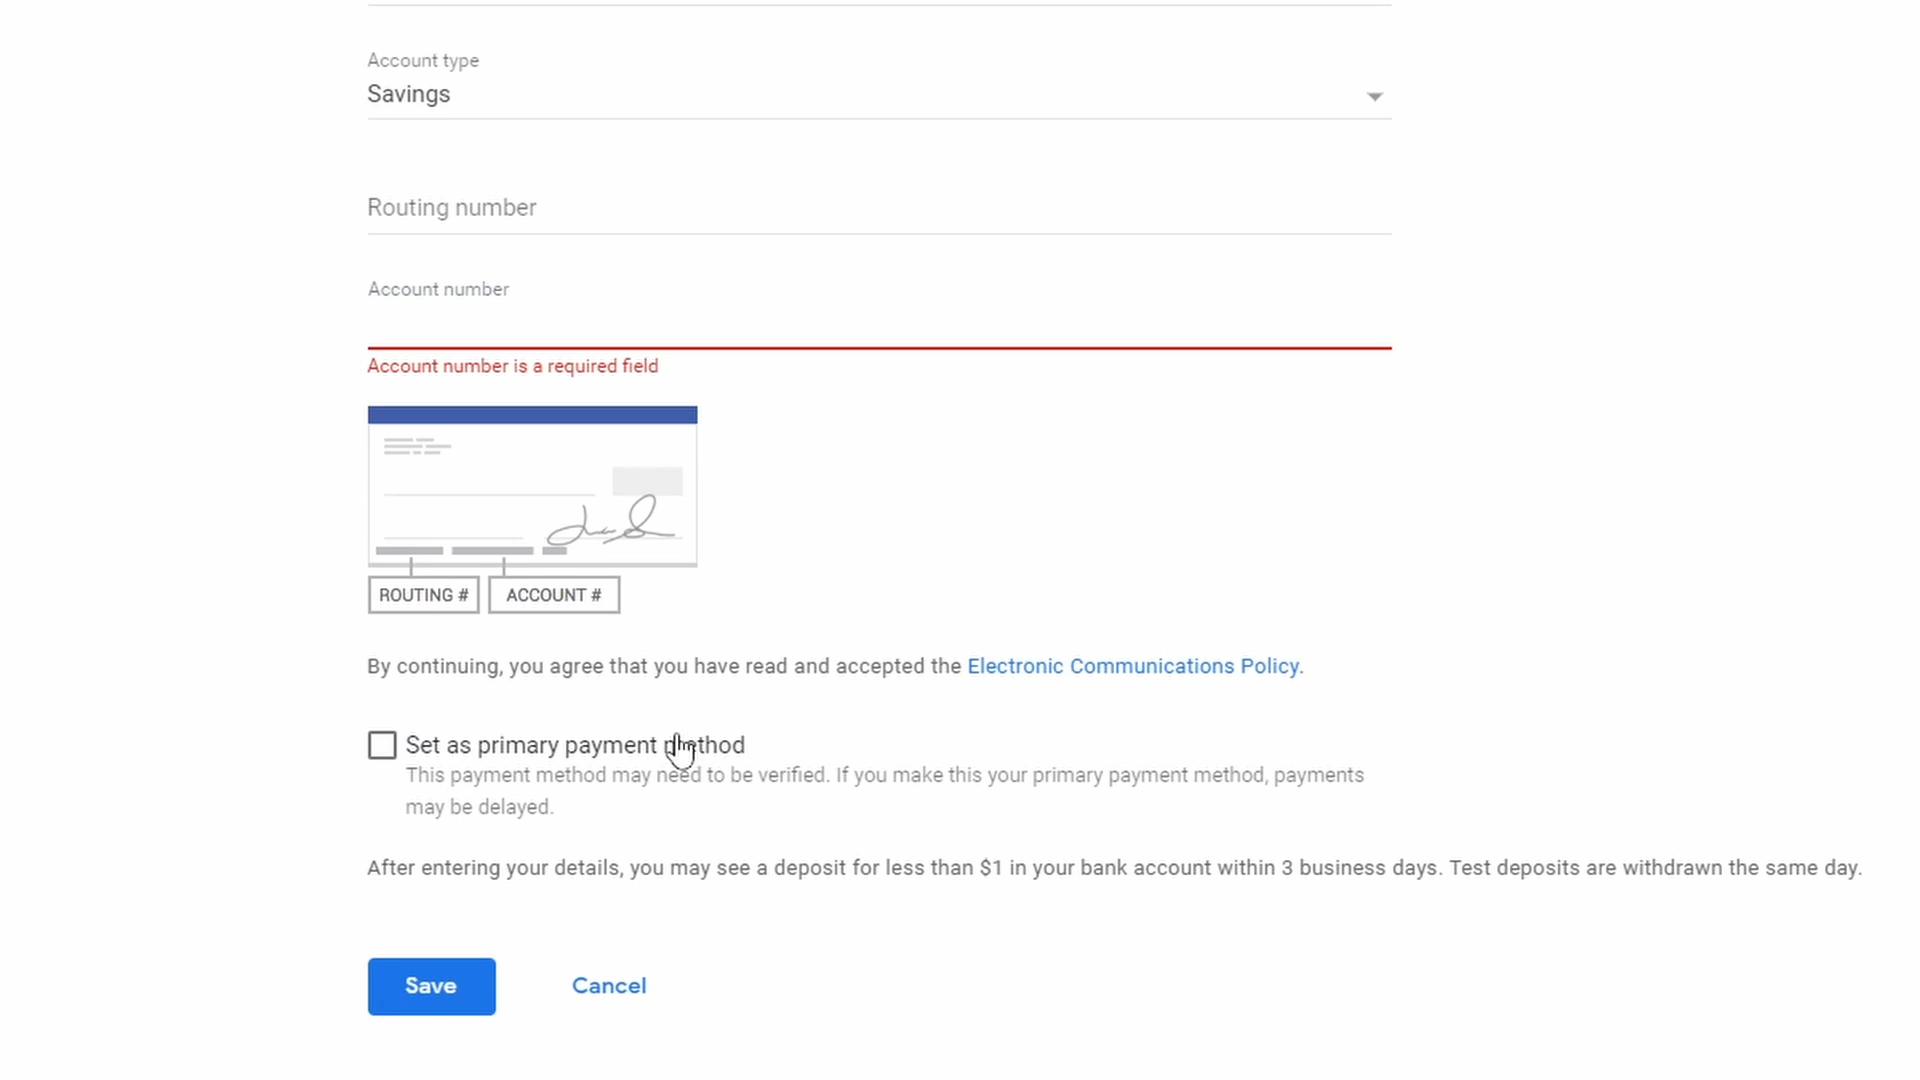 Account type
Savings
Routing number
Account number
Account number is a required field
ROUTING # ACCOUNT #
By continuing, you agree that you have read and accepted the Electronic Communications Policy.
Set as primary payment method
This payment method may need to be verified. If you make this your primary payment method, payments
may be delayed.
After entering your details, you may see a deposit for less than $1 in your bank account within 3 business days. Test deposits are withdrawn the same day.
Save Cancel